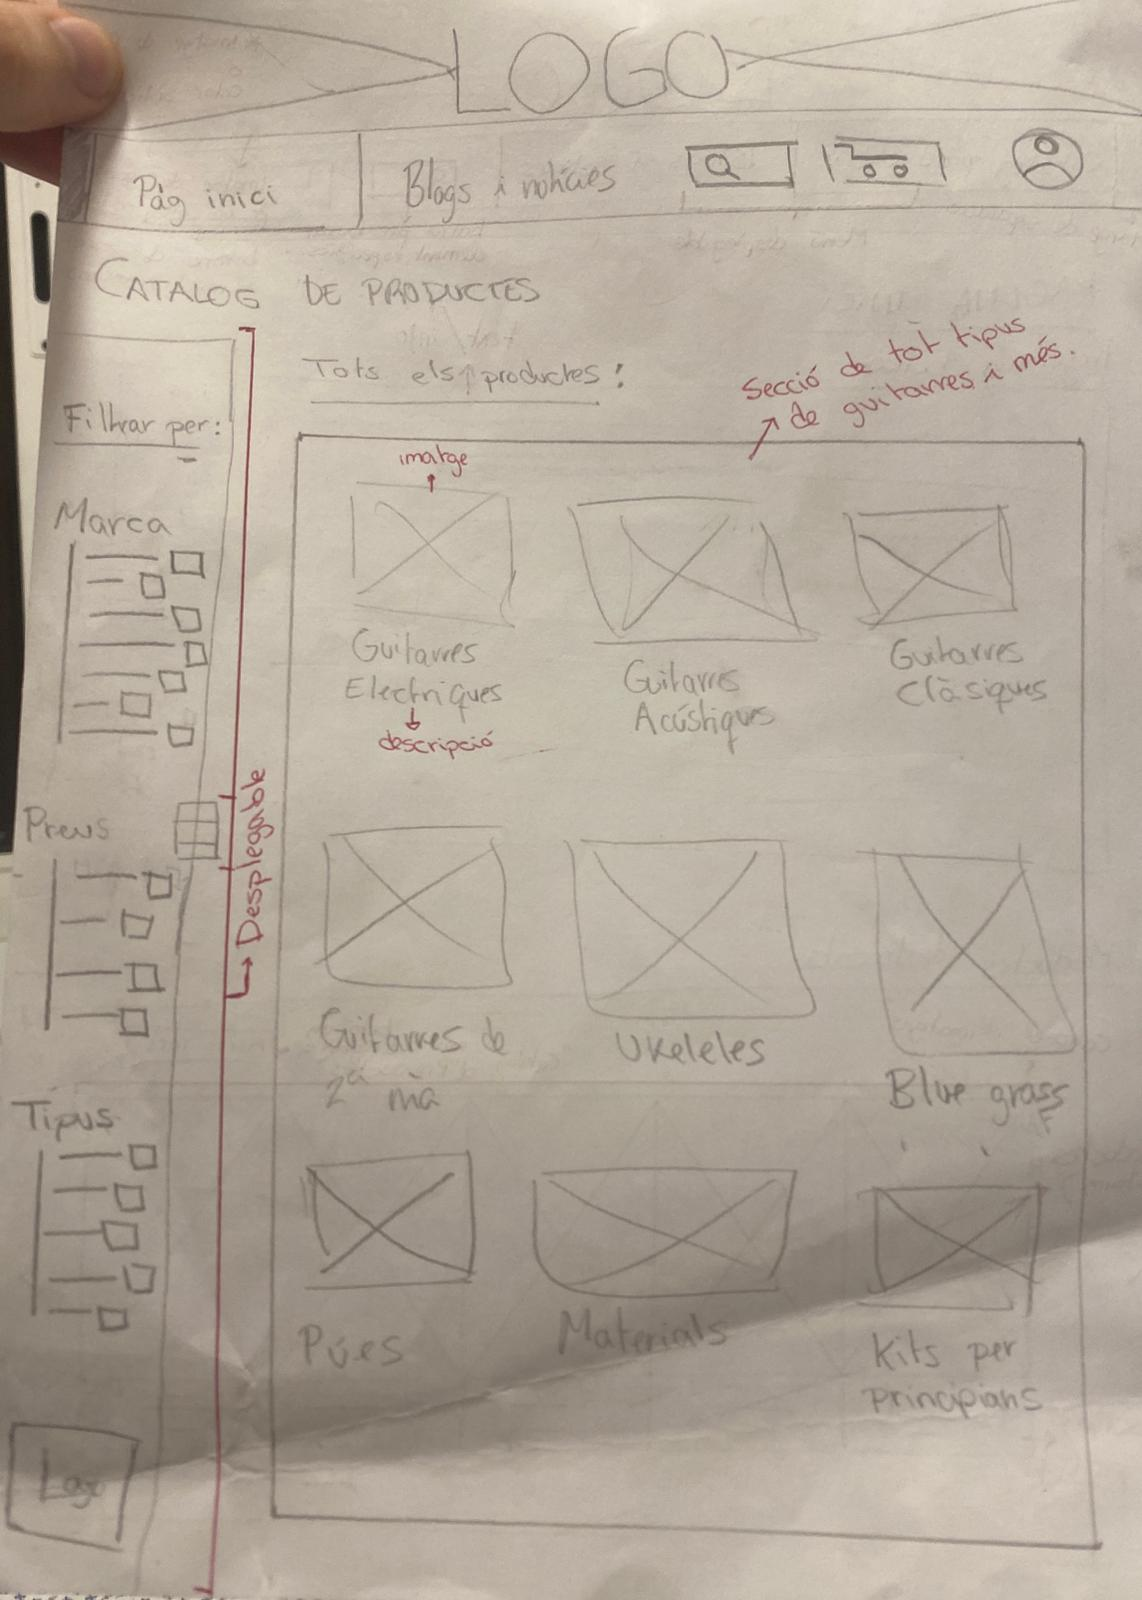 LOGO
Pàg inici
Blogs i notícies
CATALOG DE PRODUCTES
Tots els productes:
Secció de tot tipus
de guitarres i més.
Filtrar per:
imatge
Marca
Guitarres
Electriques
descripció
Guitarres
Acústiques
Guitarres
Clàsiques
Preus
Desplegable
Guitarres de
2ª mà
Ukeleles
Blue grass
Tipus
Púes
Materials
Kits per
principians
Logo